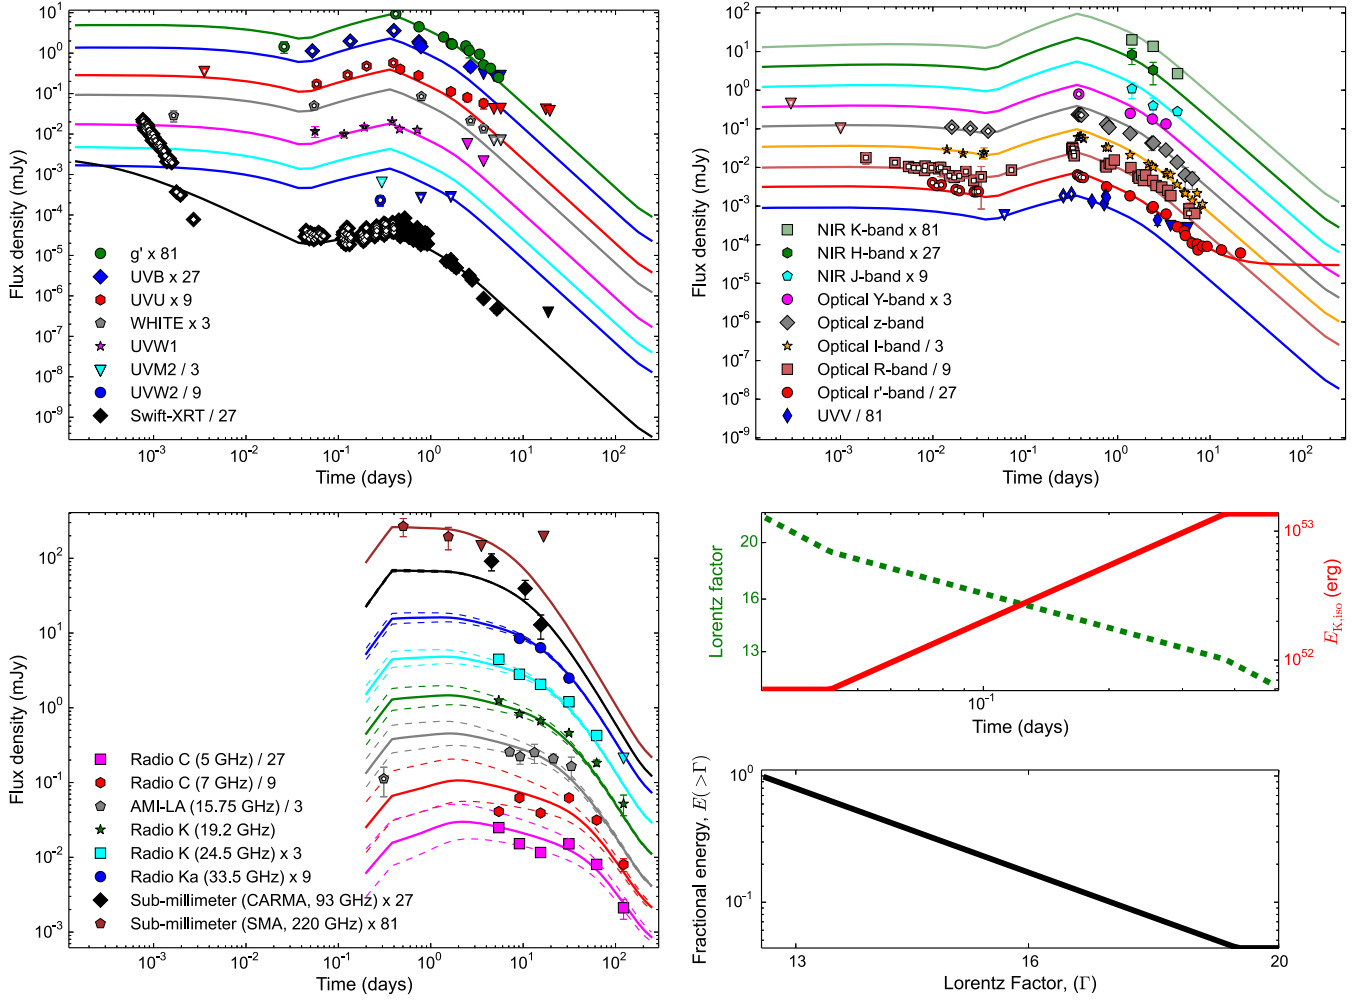 Flux density (mJy)
10^1
10^0
10^-1
10^-2
10^-3
10^-4
10^-5
10^-6
10^-7
10^-8
10^-9
g' x 81
UVB x 27
UVU x 9
WHITE x 3
UVW1
UVM2 / 3
UVW2 / 9
Swift-XRT / 27
10^-3 10^-2 10^-1 10^0 10^1 10^2
Time (days)
Flux density (mJy)
10^2
10^1
10^0
10^-1
10^-2
10^-3
10^-4
10^-5
10^-6
10^-7
10^-8
10^-9
NIR K-band x 81
NIR H-band x 27
NIR J-band x 9
Optical Y-band x 3
Optical z-band
Optical I-band / 3
Optical R-band / 9
Optical r'-band / 27
UVV / 81
10^-3 10^-2 10^-1 10^0 10^1 10^2
Time (days)
Flux density (mJy)
10^2
10^1
10^0
10^-1
10^-2
10^-3
Radio C (5 GHz) / 27
Radio C (7 GHz) / 9
AMI-LA (15.75 GHz) / 3
Radio K (19.2 GHz)
Radio K (24.5 GHz) x 3
Radio Ka (33.5 GHz) x 9
Sub-millimeter (CARMA, 93 GHz) x 27
Sub-millimeter (SMA, 220 GHz) x 81
10^-3 10^-2 10^-1 10^0 10^1 10^2
Time (days)
Lorentz factor
20
16
13
10^53
10^52
E_K,iso (erg)
10^-1
Time (days)
Fractional energy, E(>Γ)
10^0
10^-1
13 16 20
Lorentz Factor, (Γ)